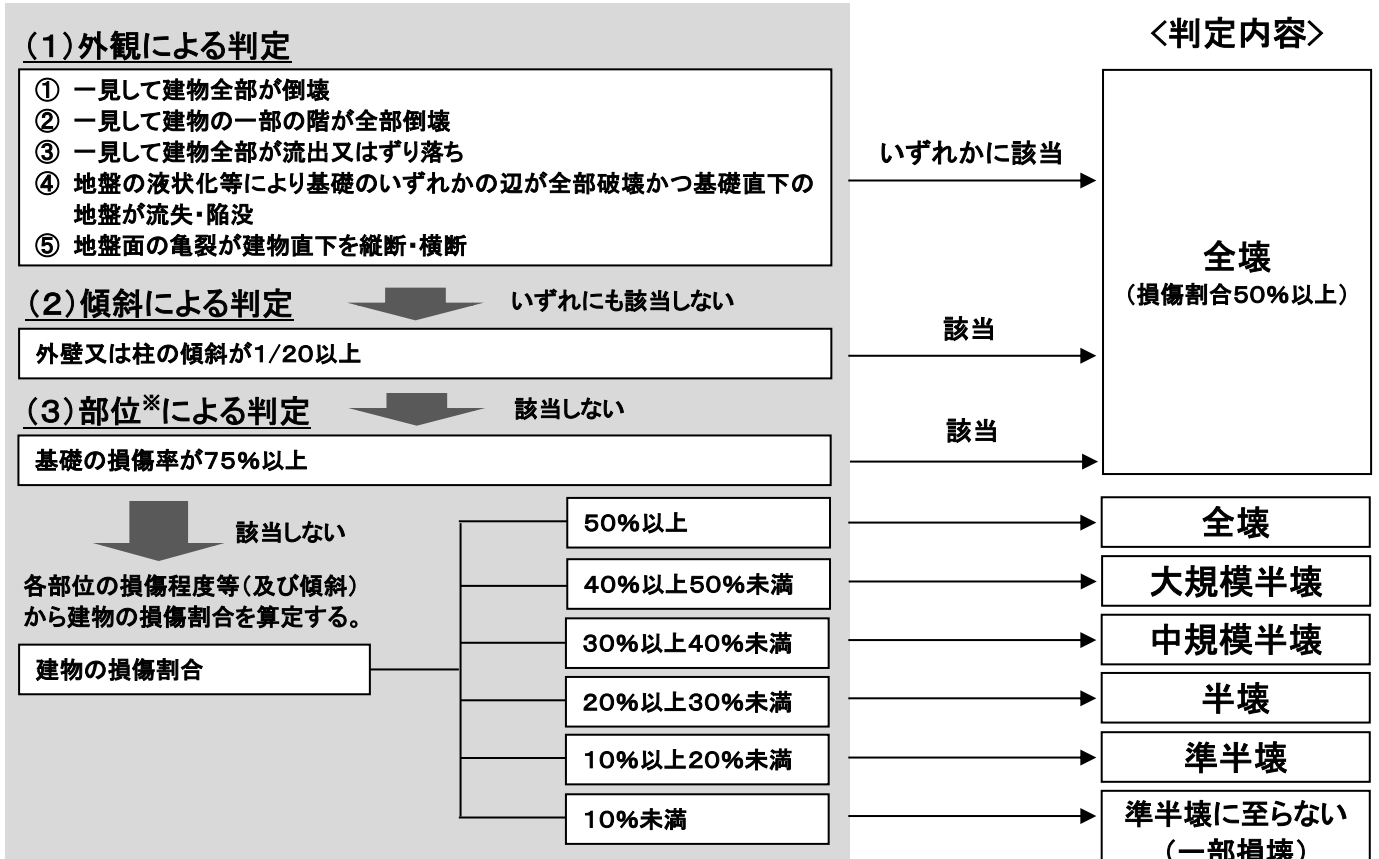 (1)外観による判定
① 一見して建物全部が倒壊
② 一見して建物の一部の階が全部倒壊
③ 一見して建物全部が流出又はずり落ち
④ 地盤の液状化等により基礎のいずれかの辺が全部破壊かつ基礎直下の
地盤が流失・陥没
⑤ 地盤面の亀裂が建物直下を縦断・横断
いずれかに該当
<判定内容>
全壊
(損傷割合50%以上)
(2)傾斜による判定
いずれにも該当しない
外壁又は柱の傾斜が1/20以上
該当
(3)部位※による判定
該当しない
基礎の損傷率が75%以上
該当
該当しない
各部位の損傷程度等(及び傾斜)
から建物の損傷割合を算定する。
建物の損傷割合
50%以上
全壊
40%以上50%未満
大規模半壊
30%以上40%未満
中規模半壊
20%以上30%未満
半壊
10%以上20%未満
準半壊
10%未満
準半壊に至らない
(一部損壊)